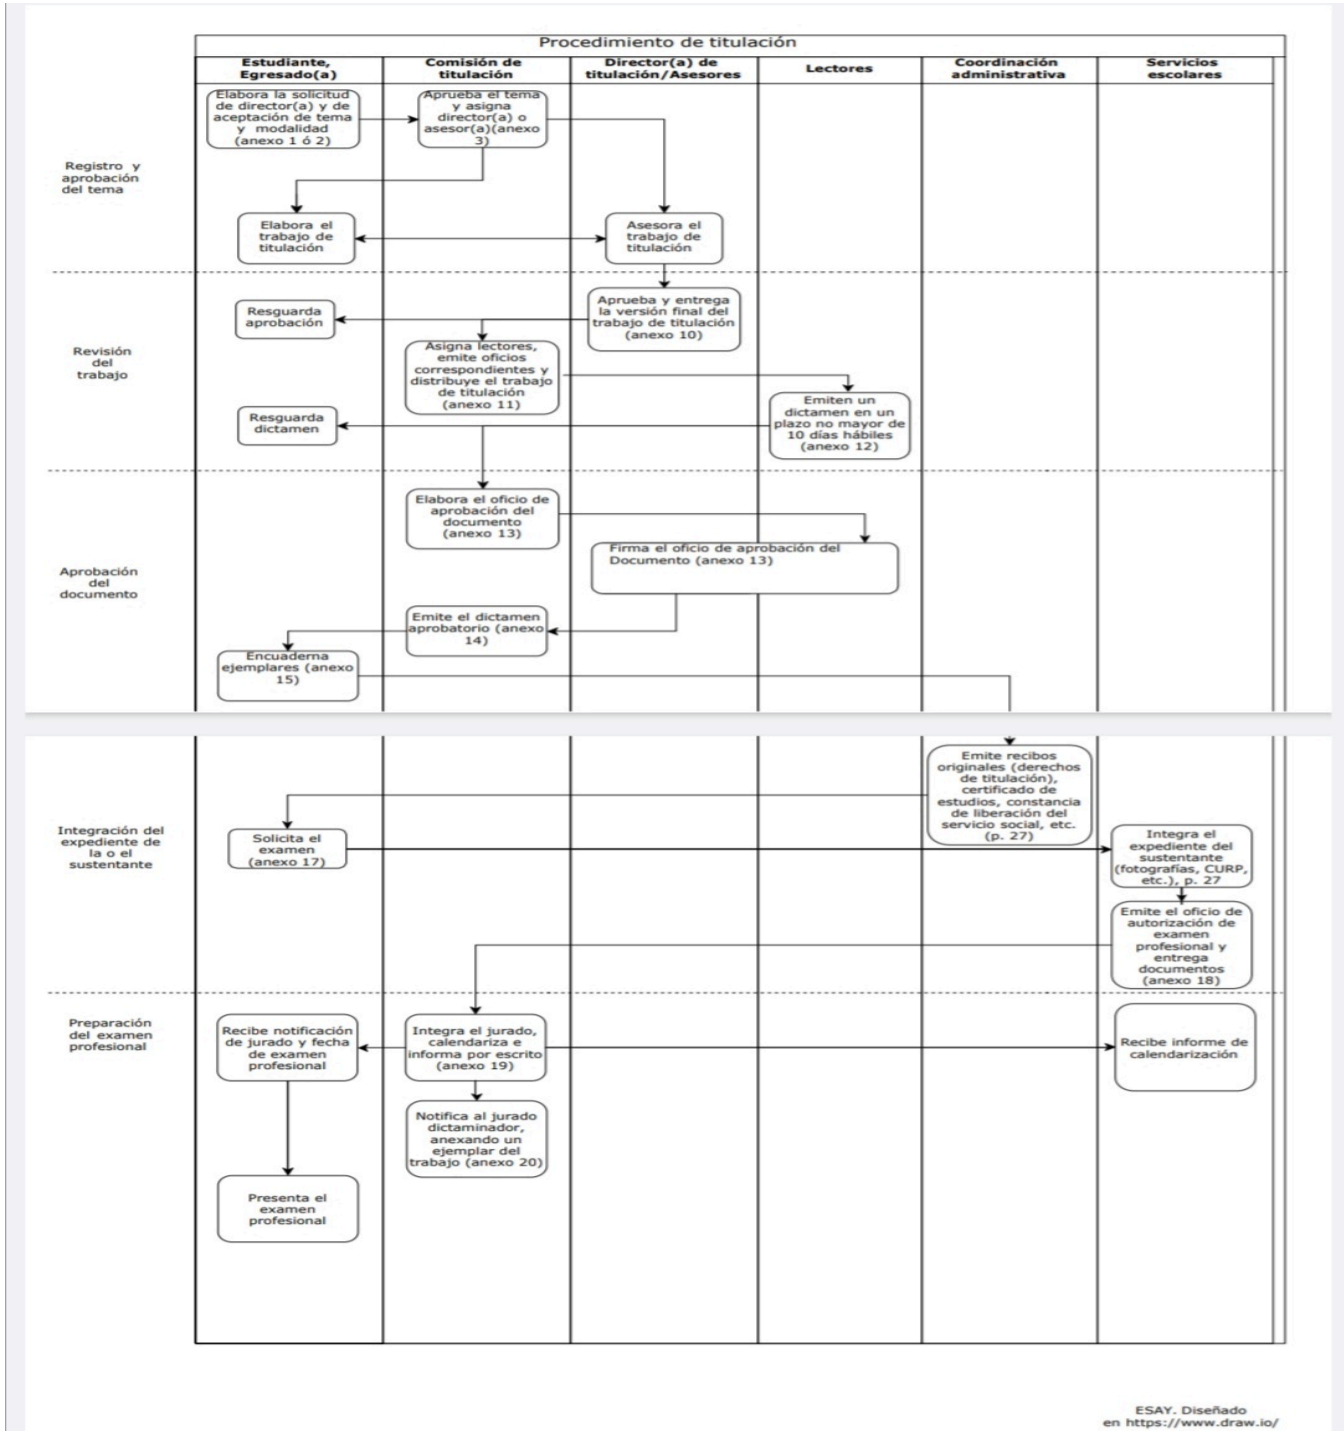 Procedimiento de titulación
Estudiante,
Egresado(a)
Comisión de
titulación
Director(a) de
titulación/Asesores
Lectores
Coordinación
administrativa
Servicios
escolares
Registro y
aprobación
del tema
Elabora la solicitud
de director(a) y de
aceptación de tema
y modalidad
(anexo 1 ó 2)
Aprueba el tema
y asigna
director(a) o
asesor(a)(anexo
3)
Elabora el
trabajo de
titulación
Asesora el
trabajo de
titulación
Revisión
del
trabajo
Resguarda
aprobación
Aprueba y entrega
la versión final del
trabajo de titulación
(anexo 10)
Asigna lectores,
emite oficios
correspondientes y
distribuye el trabajo
de titulación
(anexo 11)
Emiten un
dictamen en un
plazo no mayor de
10 días hábiles
(anexo 12)
Resguarda
dictamen
Aprobación
del
documento
Elabora el oficio de
aprobación del
documento
(anexo 13)
Firma el oficio de aprobación del
Documento (anexo 13)
Emite el dictamen
aprobatorio (anexo
14)
Encuaderna
ejemplares (anexo
15)
Integración del
expediente de
la o el
sustentante
Emite recibos
originales (derechos
de titulación),
certificado de
estudios, constancia
de liberación del
servicio social, etc.
(p. 27)
Solicita el
examen
(anexo 17)
Integra el
expediente del
sustentante
(fotografías, CURP,
etc.), p. 27
Emite el oficio de
autorización de
examen
profesional y
entrega
documentos
(anexo 18)
Preparación
del examen
profesional
Recibe notificación
de jurado y fecha
de examen
profesional
Integra el jurado,
calendariza e
informa por escrito
(anexo 19)
Recibe informe de
calendarización
Notifica al jurado
dictaminador,
anexando un
ejemplar del
trabajo (anexo 20)
Presenta el
examen
profesional
ESAY. Diseñado
en https://www.draw.io/